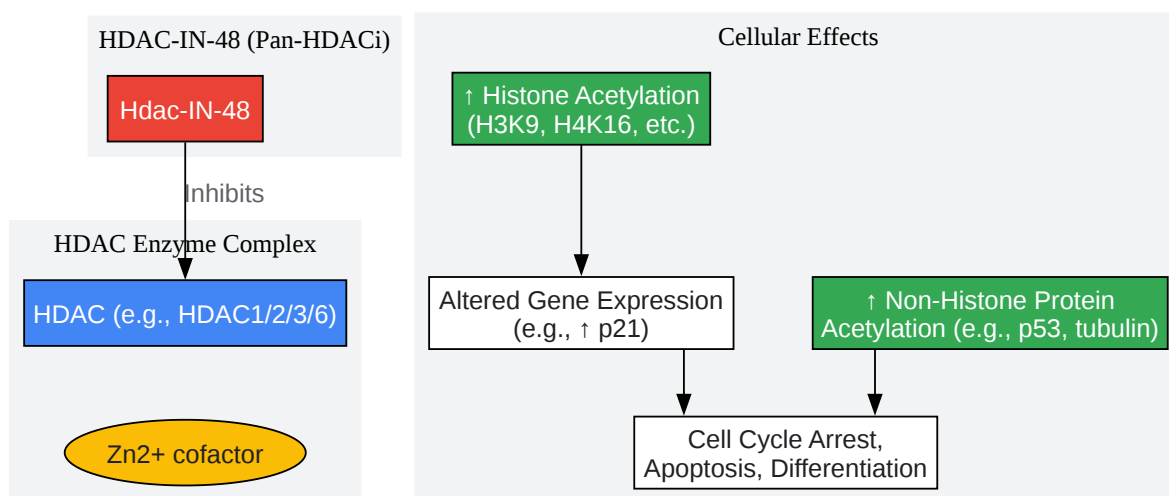 HDAC-IN-48 (Pan-HDACi)
Hdac-IN-48
Inhibits
HDAC Enzyme Complex
HDAC (e.g., HDAC1/2/3/6)
Zn2+ cofactor
Cellular Effects
↑ Histone Acetylation
(H3K9, H4K16, etc.)
Altered Gene Expression
(e.g., ↑ p21)
↑ Non-Histone Protein
Acetylation (e.g., p53, tubulin)
Cell Cycle Arrest,
Apoptosis, Differentiation